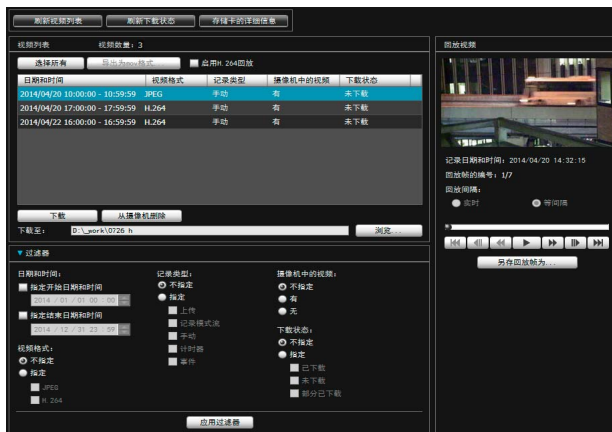 刷新视频列表 刷新下载状态 存储卡的详细信息
视频列表 视频数量: 3
选择所有 导出为mov格式... 启用H.264回放
日期和时间 视频格式 记录类型 摄像机中的视频 下载状态
2014/04/20 10:00:00 - 10:59:59 JPEG 手动 有 未下载
2014/04/20 17:00:00 - 17:59:59 H.264 手动 有 未下载
2014/04/22 16:00:00 - 16:59:59 H.264 手动 有 未下载
下载 从摄像机删除
下载至: D:\_work\0726 h 浏览...
回放视频
记录日期和时间: 2014/04/20 14:32:15
回放帧的编号: 1/7
回放间隔:
实时 等间隔
另存回放帧为...
▼ 过滤器
日期和时间:
指定开始日期和时间
2014 / 01 / 01 00 : 00
指定结束日期和时间
2014 / 12 / 31 23 : 59
视频格式:
不指定
指定
JPEG
H.264
记录类型:
不指定
指定
上传
记录模式流
手动
计时器
事件
摄像机中的视频:
不指定
有
无
下载状态:
不指定
指定
已下载
未下载
部分已下载
应用过滤器